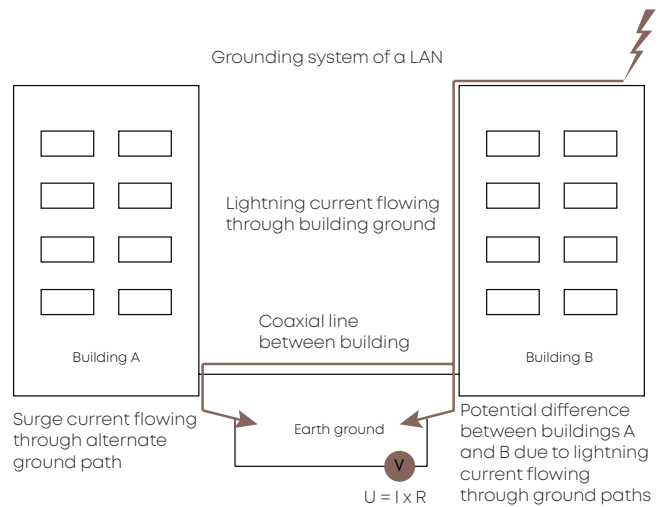 Grounding system of a LAN
Lightning current flowing
through building ground
Coaxial line
between building
Building A
Building B
Surge current flowing
through alternate
ground path
Earth ground
Potential difference
between buildings A
and B due to lightning
current flowing
through ground paths
V
U = I x R